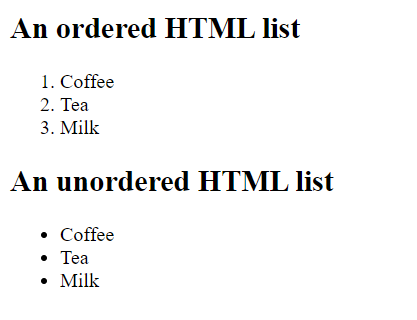 An ordered HTML list
1. Coffee
2. Tea
3. Milk
An unordered HTML list
• Coffee
• Tea
• Milk